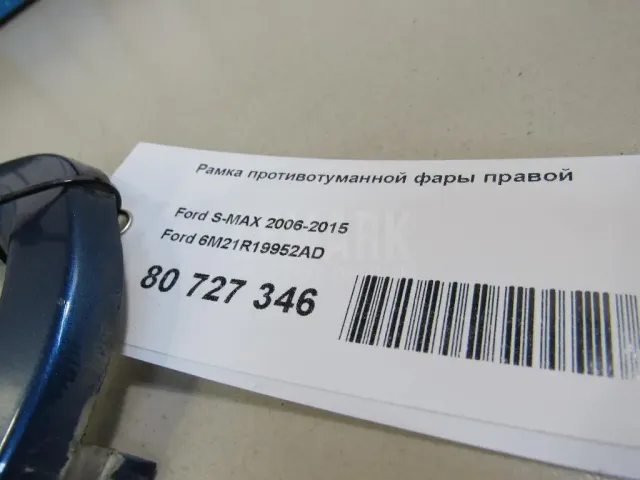 Рамка противотуманной фары правой
Ford S-MAX 2006-2015
Ford 6M21R19952AD
80 727 346